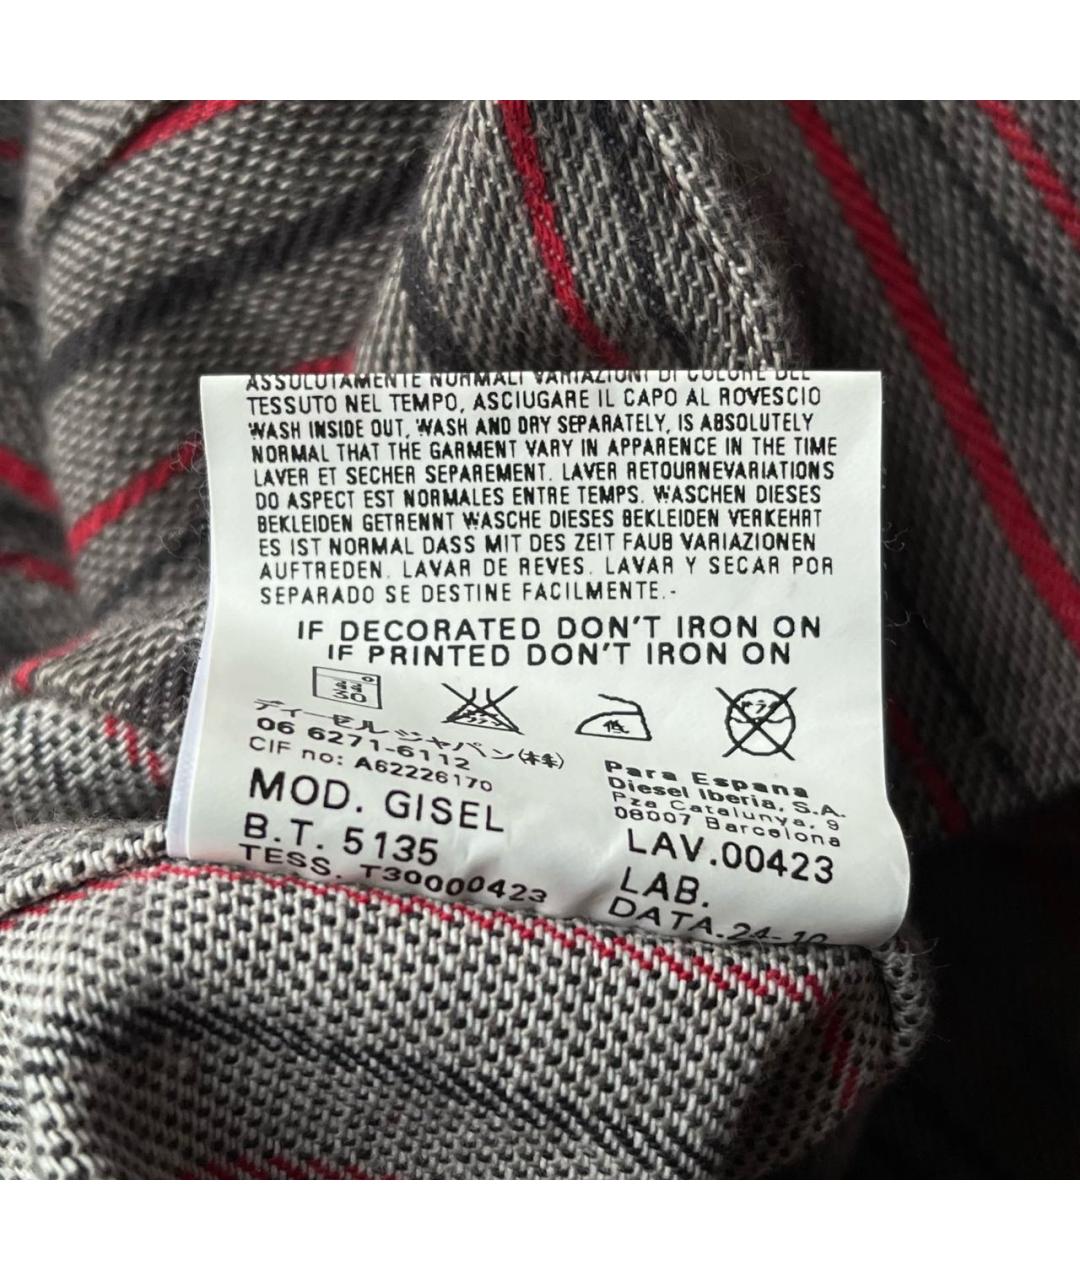 ASSOLUTAMENTE NORMALI VARIAZIONI DI COLORE DEL
TESSUTO NEL TEMPO, ASCIUGARE IL CAPO AL ROVESCIO
WASH INSIDE OUT, WASH AND DRY SEPARATELY, IS ABSOLUTELY
NORMAL THAT THE GARMENT VARY IN APPARENCE IN THE TIME
LAVER ET SECHER SEPAREMENT. LAVER RETOURNEVARIATIONS
DO ASPECT EST NORMALES ENTRE TEMPS. WASCHEN DIESES
BEKLEIDEN GETRENNT WASCHE DIESES BEKLEIDEN VERKEHRT
ES IST NORMAL DASS MIT DES ZEIT FAUB VARIAZIONEN
AUFTREDEN. LAVAR DE REVES. LAVAR Y SECAR POR
SEPARADO SE DESTINE FACILMENTE.-
IF DECORATED DON'T IRON ON
IF PRINTED DON'T IRON ON
30
低
ディーゼルジャパン(株)
06 6271-6112
CIF no: A62226170
MOD. GISEL
B.T. 5135
TESS. T30000423
Para Espana
Diesel Iberia, S.A.
Pza Catalunya, 9
08007 Barcelona
LAV.00423
LAB.
DATA.24-10